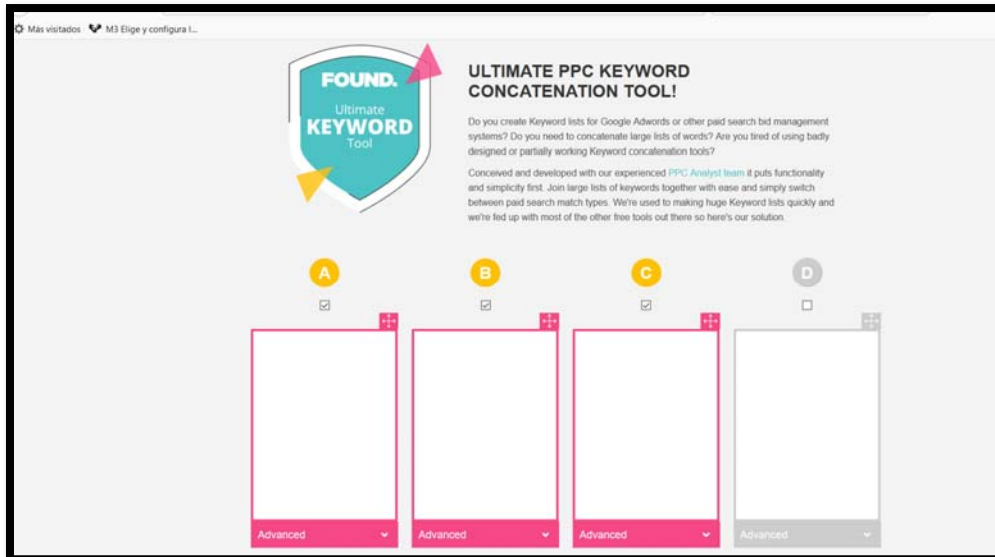 Más visitados M3 Elige y configura l...
FOUND.
Ultimate
KEYWORD
Tool
ULTIMATE PPC KEYWORD
CONCATENATION TOOL!
Do you create Keyword lists for Google Adwords or other paid search bid management
systems? Do you need to concatenate large lists of words? Are you tired of using badly
designed or partially working Keyword concatenation tools?
Conceived and developed with our experienced PPC Analyst team it puts functionality
and simplicity first. Join large lists of keywords together with ease and simply switch
between paid search match types. We're used to making huge Keyword lists quickly and
we're fed up with most of the other free tools out there so here's our solution.
A B C D
Advanced Advanced Advanced Advanced